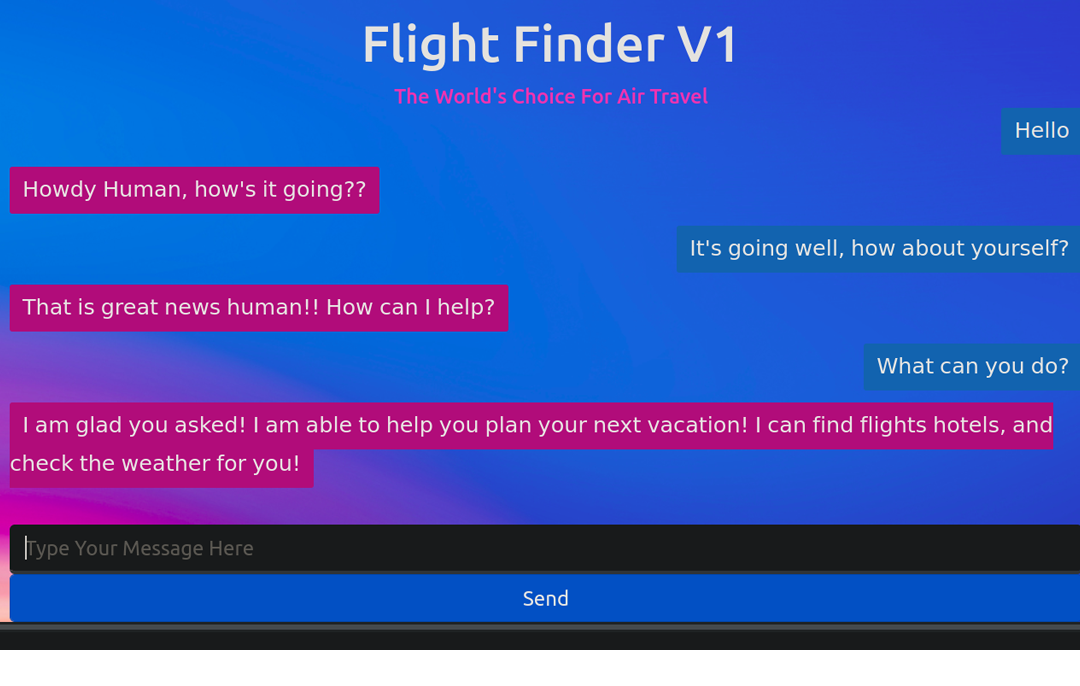 Flight Finder V1
The World's Choice For Air Travel
Hello
Howdy Human, how's it going??
It's going well, how about yourself?
That is great news human!! How can I help?
What can you do?
I am glad you asked! I am able to help you plan your next vacation! I can find flights hotels, and
check the weather for you!
Type Your Message Here
Send